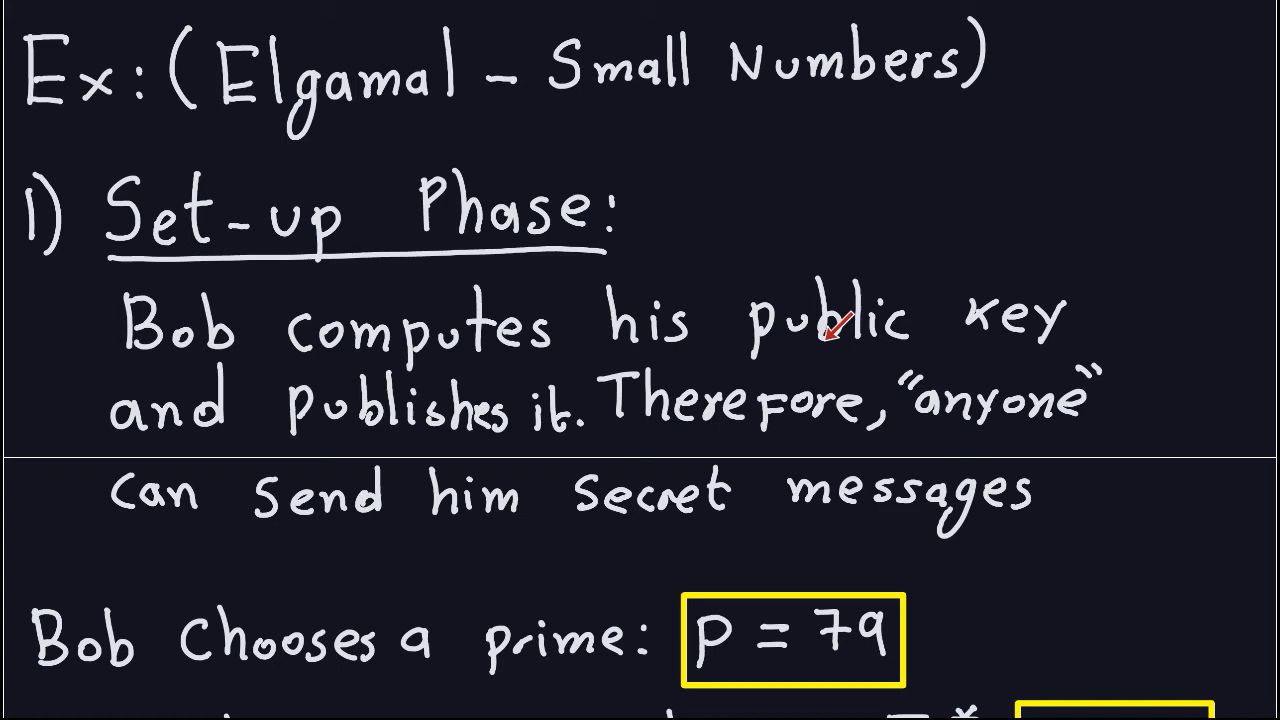 Ex: (Elgamal - Small Numbers)
1) Set-up Phase:
Bob computes his public key
and publishes it. Therefore, "anyone"
can send him secret messages
Bob chooses a prime: p = 79